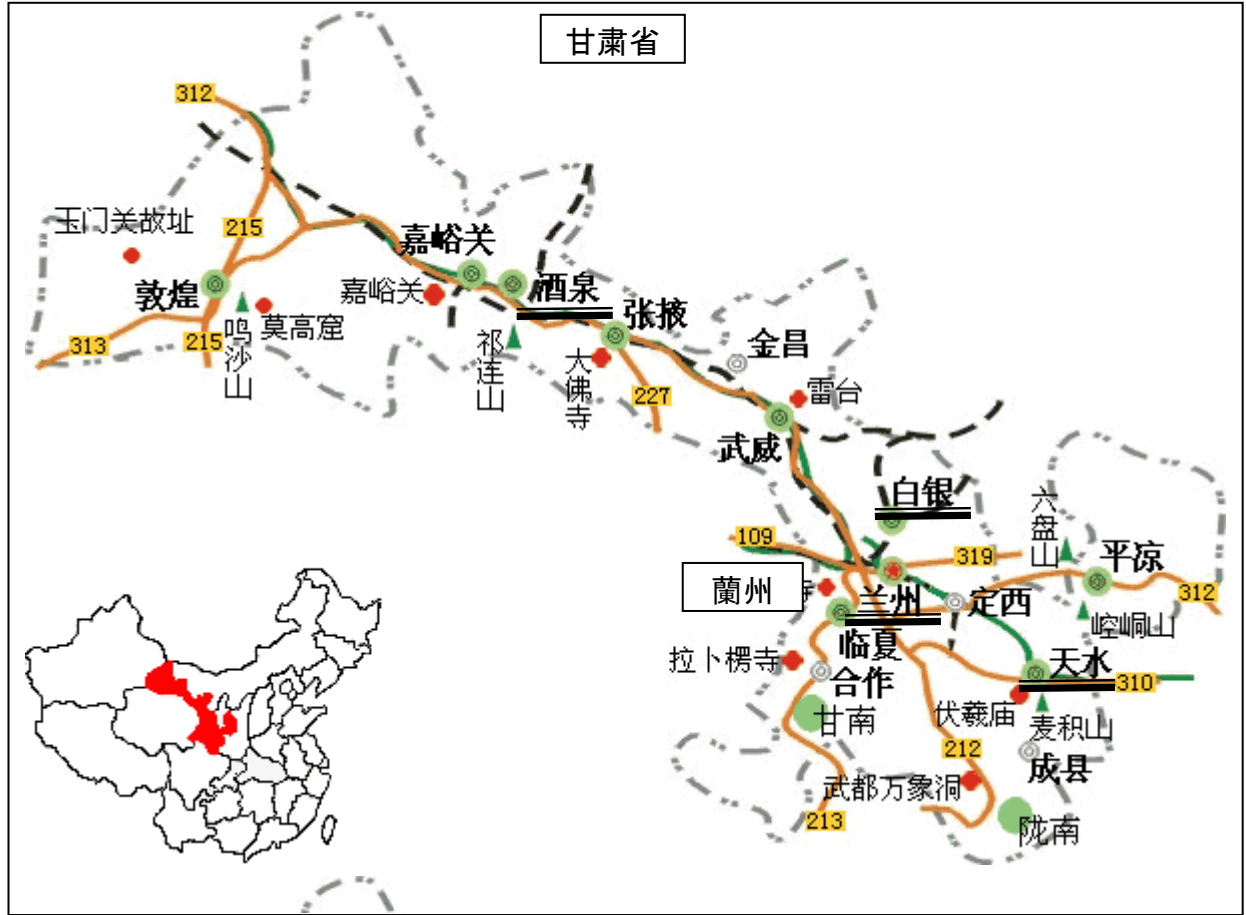 甘肃省
312
玉门关故址
215
嘉峪关
敦煌
嘉峪关
酒泉
张掖
莫高窟
鸣沙山
313
215
祁连山
大佛寺
金昌
227
雷台
武威
白银
六盘山
109
319
平凉
312
蘭州
寺
兰州
定西
崆峒山
临夏
拉卜楞寺
合作
天水
310
甘南
伏羲庙
麦积山
212
成县
武都万象洞
213
陇南